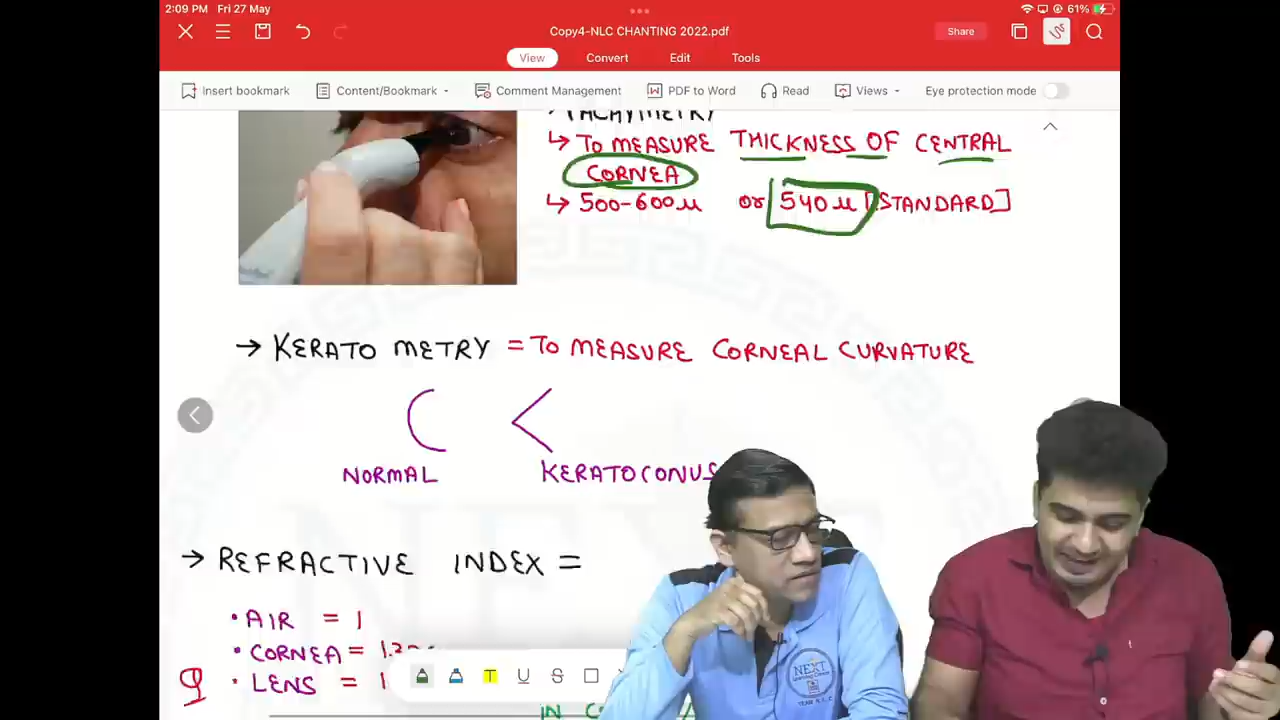 2:09 PM Fri 27 May
61%
Copy4-NLC CHANTING 2022.pdf
Share
View Convert Edit Tools
Insert bookmark Content/Bookmark Comment Management PDF to Word Read Views Eye protection mode
PACHYMETRY
↳ TO MEASURE THICKNESS OF CENTRAL
CORNEA
↳ 500-600 μ or 540 μ [STANDARD]
→ KERATO METRY = TO MEASURE CORNEAL CURVATURE
NORMAL KERATOCONUS
→ REFRACTIVE INDEX =
• AIR = 1
• CORNEA =
• LENS =
T U S
NEXT